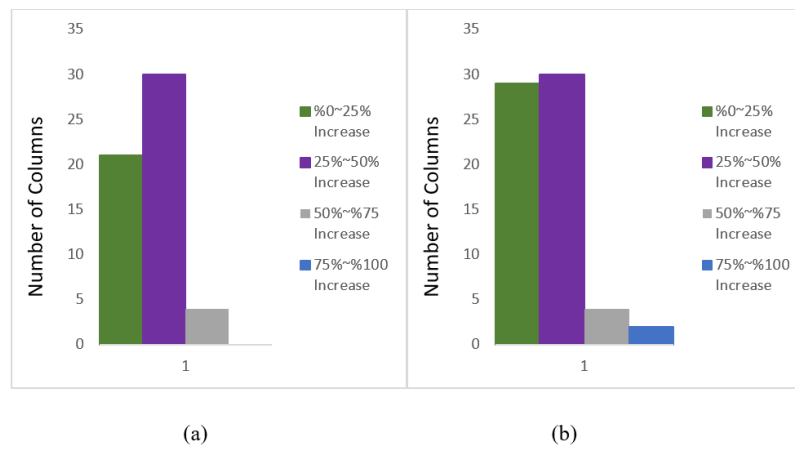 35
30
25
20
15
10
5
0
Number of Columns
1
%0~25%
Increase
25%~50%
Increase
50%~%75
Increase
75%~%100
Increase
(a)
35
30
25
20
15
10
5
0
Number of Columns
1
%0~25%
Increase
25%~50%
Increase
50%~%75
Increase
75%~%100
Increase
(b)